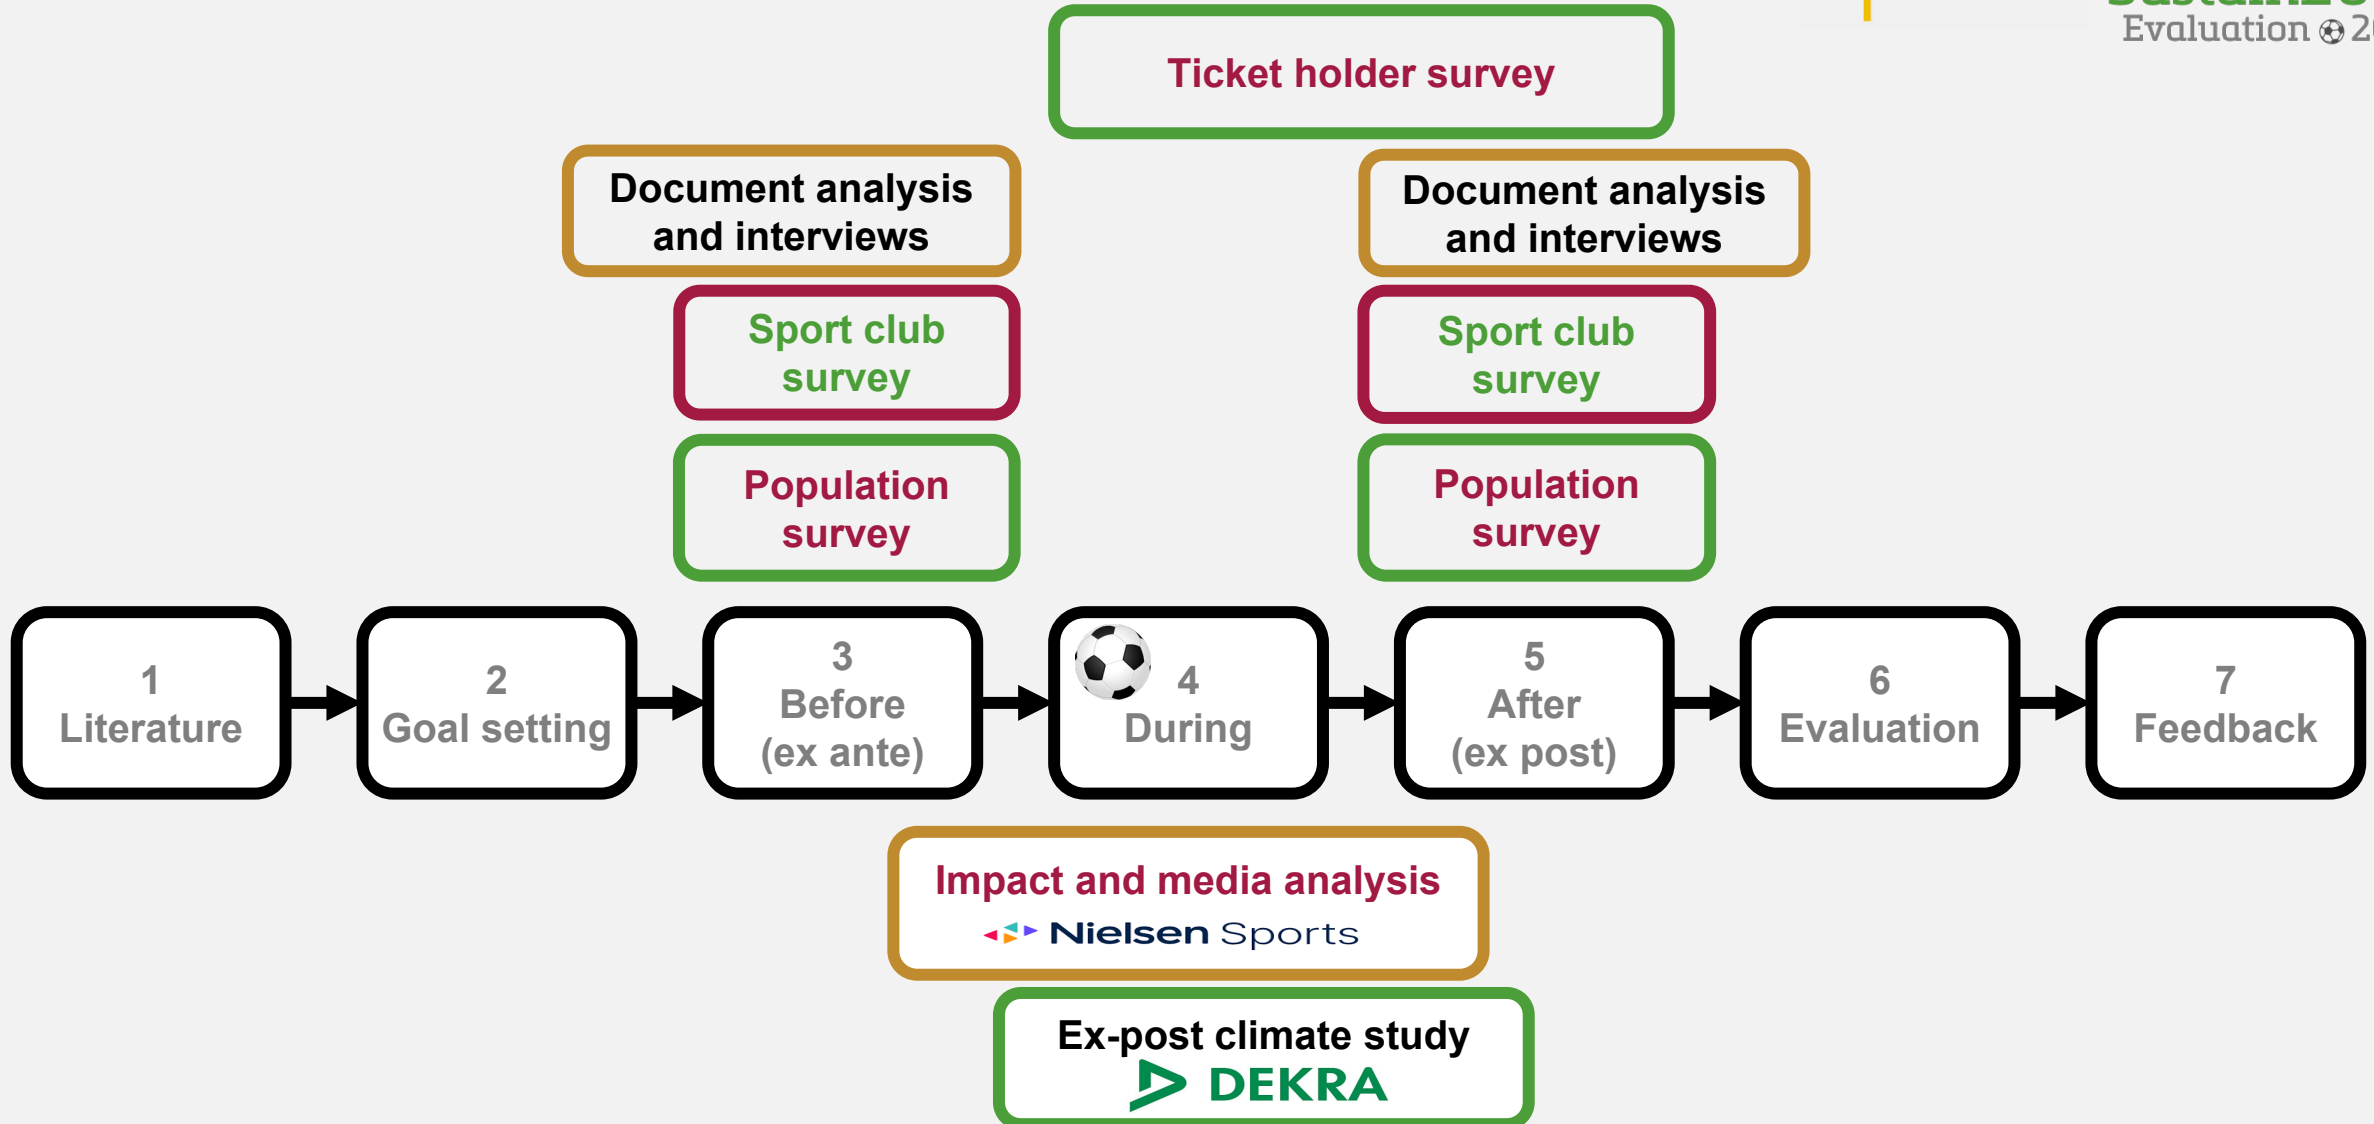 Evaluation
Ticket holder survey
Document analysis
and interviews
Document analysis
and interviews
Sport club
survey
Sport club
survey
Population
survey
Population
survey
1
Literature
2
Goal setting
3
Before
(ex ante)
4
During
5
After
(ex post)
6
Evaluation
7
Feedback
Impact and media analysis
Nielsen Sports
Ex-post climate study
DEKRA